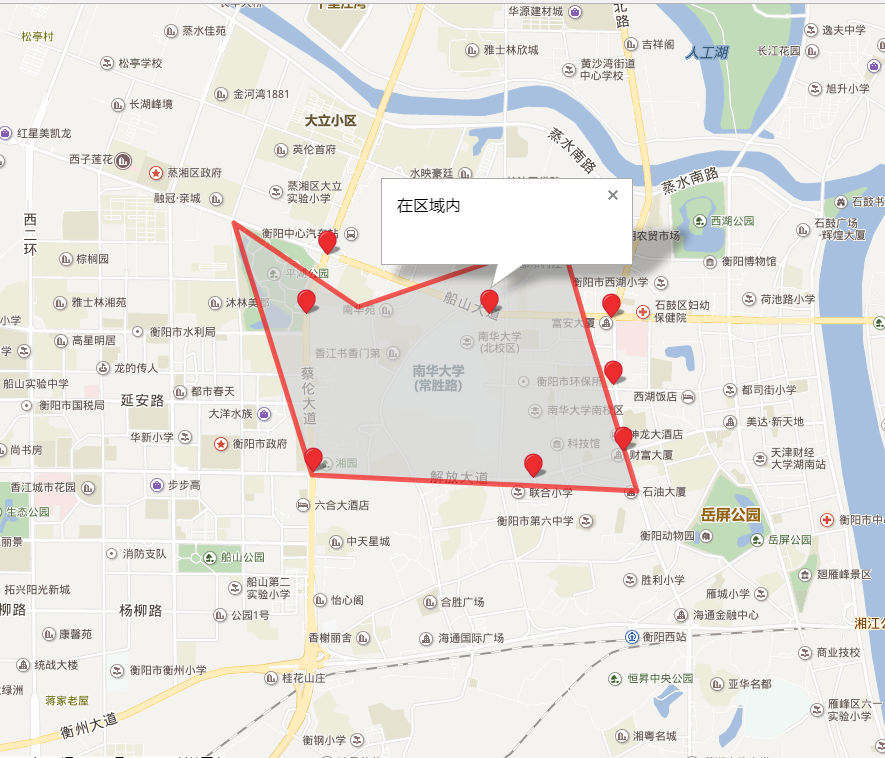 松亭村
蒸水佳苑
华源建材城
北路
吉祥阁
逸夫中学
人工湖
长江花园
雅士林欣城
松亭学校
黄沙湾街道
中心学校
旭升小学
金河湾1881
长湖峰境
大立小区
红星美凯龙
蒸水南路
英伦首府
西子莲花
蒸湘区政府
水映豪廷
蒸水南路
融冠·亲城
蒸湘区大立
实验小学
在区域内
西湖公园
石鼓书
石鼓广场
·辉煌大厦
西二环
衡阳中心汽车站
农贸市场
棕榈园
衡阳博物馆
平湖公园
衡阳市西湖小学
雅士林湘苑
沐林美郡
南华苑
船山大道
荷池路小学
石鼓区妇幼
保健院
小学
衡阳市水利局
富安大厦
高星明居
南华大学
(北校区)
学
香江书香门第
龙的传人
南华大学
(常胜路)
衡阳市环保所
船山实验中学
蔡伦大道
都市春天
西湖饭店
都司街小学
衡阳市国税局
延安路
大洋水族
南华大学南校区
美达·新天地
华新小学
衡阳市政府
科技馆
神龙大酒店
尚书房
财富大厦
天津财经
大学湖南站
湘园
解放大道
香江城市花园
步步高
联合小学
石油大厦
生态公园
六合大酒店
衡阳市第六中学
岳屏公园
衡阳市中心
衡阳动物园
岳屏公园
丽景
消防支队
中天星城
船山公园
廻雁峰景区
拓兴阳光新城
船山第二
实验小学
胜利小学
雁城小学
柳路
杨柳路
公园1号
怡心阁
合胜广场
海通金融中心
湘江公
康馨苑
香榭丽舍
海通国际广场
衡阳西站
商业技校
统战大楼
衡阳市衡州小学
桂花山庄
恒昇中央公园
亚华名都
绿洲
蒋家老屋
雁峰区六一
实验小学
衡州大道
衡钢小学
湘粤名城